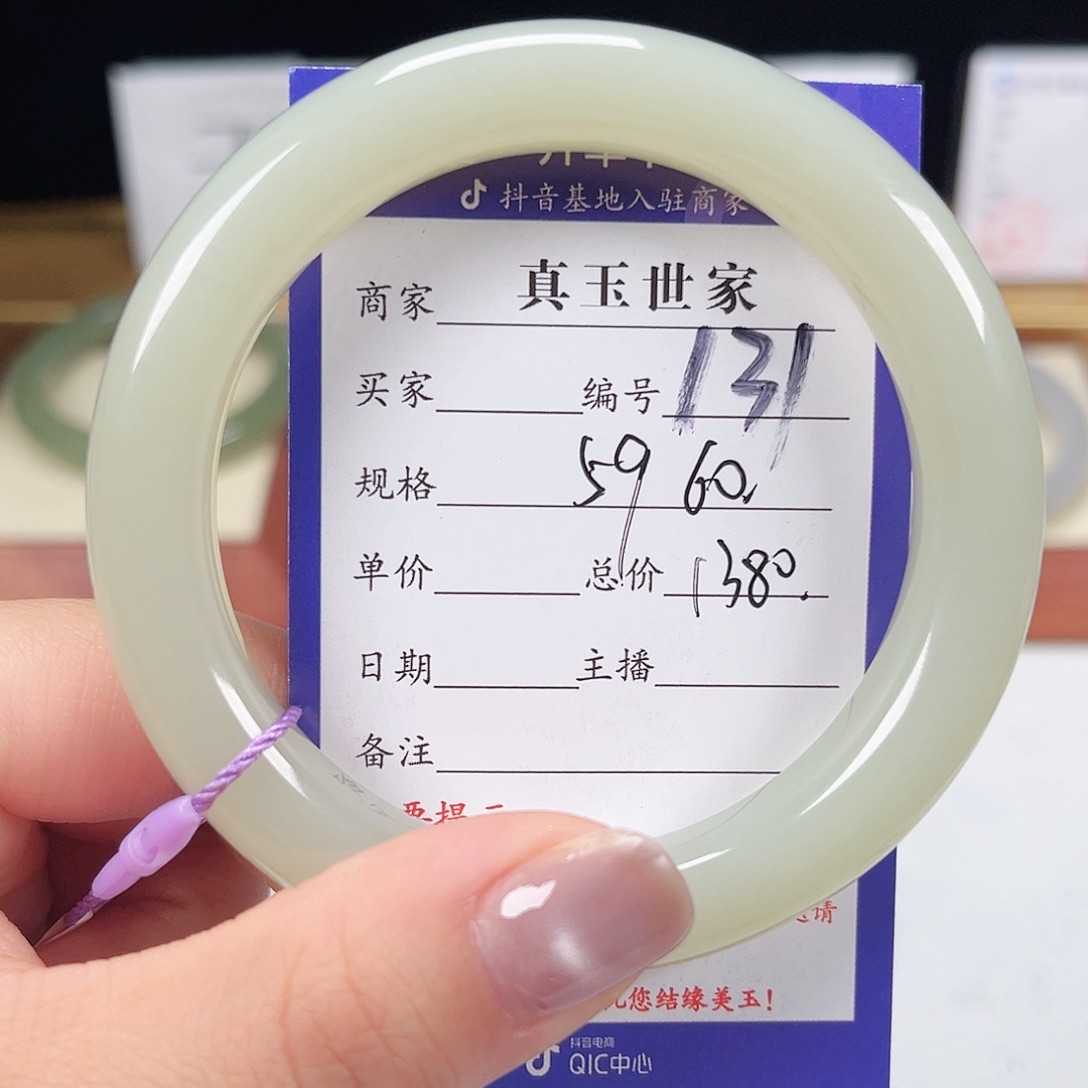 抖音基地入驻商家
商家 真玉世家
买家 编号 131
规格 59 60.
单价 总价 1380.
日期 主播
备注
请
您结缘美玉!
抖音电商
QIC中心